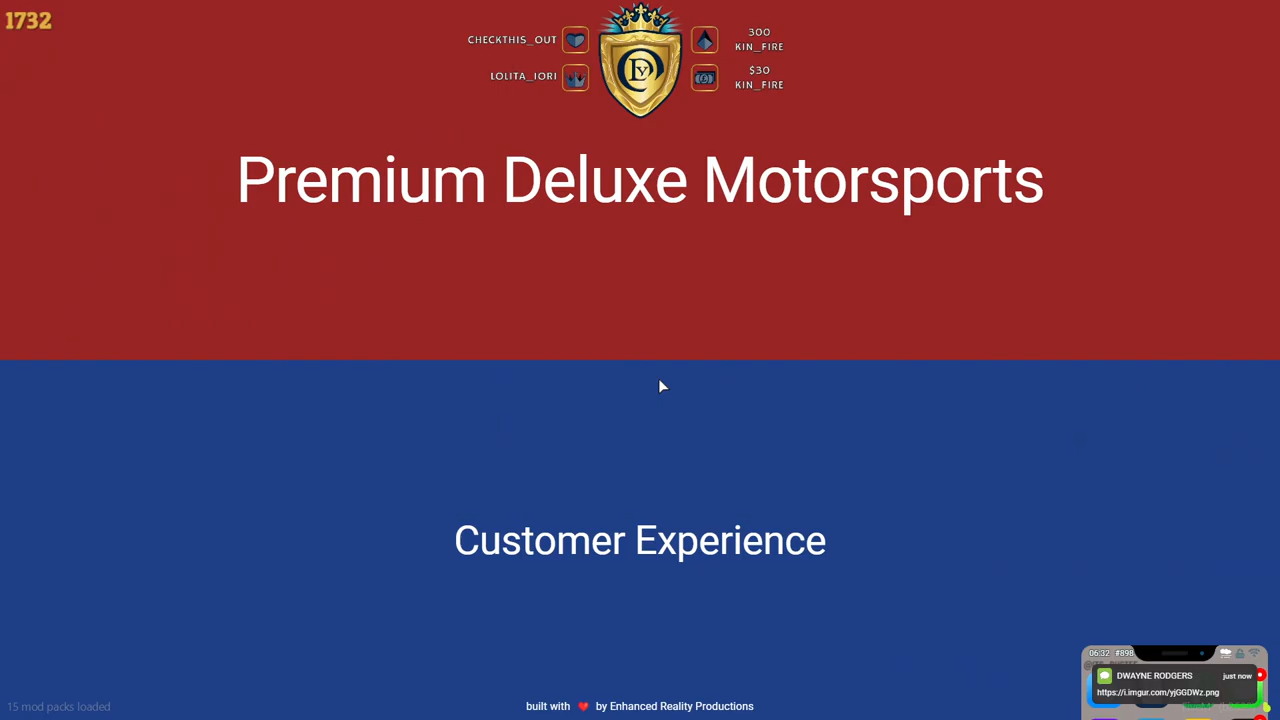 1732
CHECKTHIS_OUT
LOLITA_IORI
300
KIN_FIRE
$30
KIN_FIRE
Premium Deluxe Motorsports
Customer Experience
06:32 #898
DWAYNE RODGERS just now
https://i.imgur.com/yjGGDWz.png
15 mod packs loaded
built with ❤️ by Enhanced Reality Productions